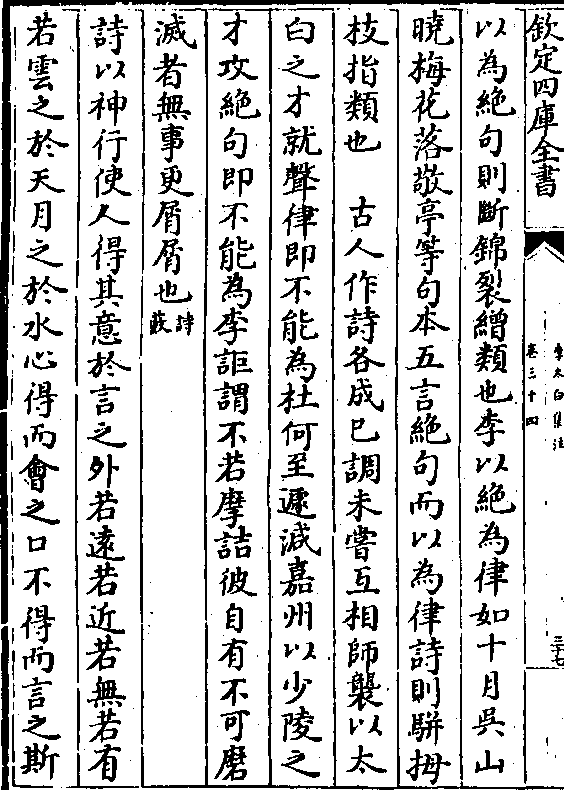 欽定四庫全書
李太白集注
卷三十四
三十七
以為絶句則斷錦裂繒類也李以絶為律如十月吳山
曉梅花落敬亭等句本五言絶句而以為律詩則駢拇
枝指類也　古人作詩各成已調未嘗互相師襲以太
白之才就聲律即不能為杜何至遽減嘉州以少陵之
才攻絶句即不能為李詎謂不若摩詰彼自有不可磨
滅者無事更屑屑也詩藪
詩以神行使人得其意於言之外若遠若近若無若有
若雲之於天月之於水心得而會之口不得而言之斯